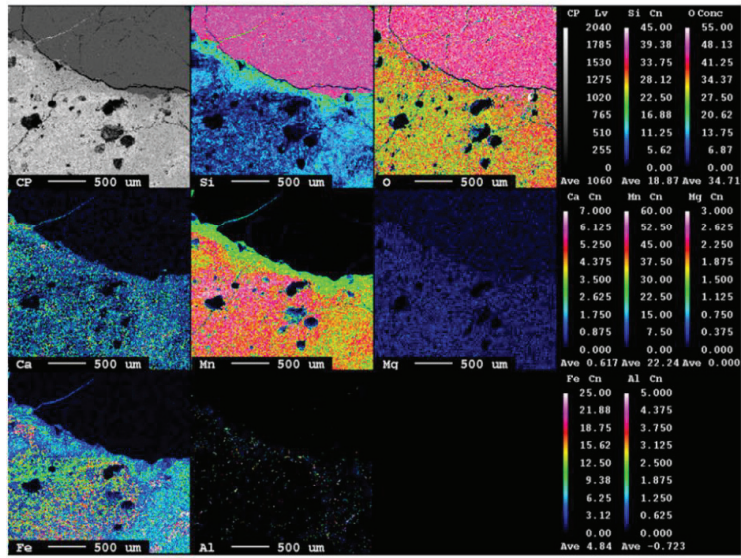 CP Lv Si Cn O Conc
2040 45.00 55.00
1785 39.38 48.13
1530 33.75 41.25
1275 28.12 34.37
1020 22.50 27.50
765 16.88 20.62
510 11.25 13.75
255 5.62 6.87
0 0.00 0.00
CP 500 um Si 500 um O 500 um Ave 1060 Ave 18.87 Ave 34.71
Ca Cn Mn Cn Mg Cn
7.000 60.00 3.000
6.125 52.50 2.625
5.250 45.00 2.250
4.375 37.50 1.875
3.500 30.00 1.500
2.625 22.50 1.125
1.750 15.00 0.750
0.875 7.50 0.375
0.000 0.00 0.000
Ca 500 um Mn 500 um Mg 500 um Ave 0.617 Ave 22.24 Ave 0.000
Fe Cn Al Cn
25.00 5.000
21.88 4.375
18.75 3.750
15.62 3.125
12.50 2.500
9.38 1.875
6.25 1.250
3.12 0.625
0.00 0.000
Fe 500 um Al 500 um Ave 4.84 Ave -0.723